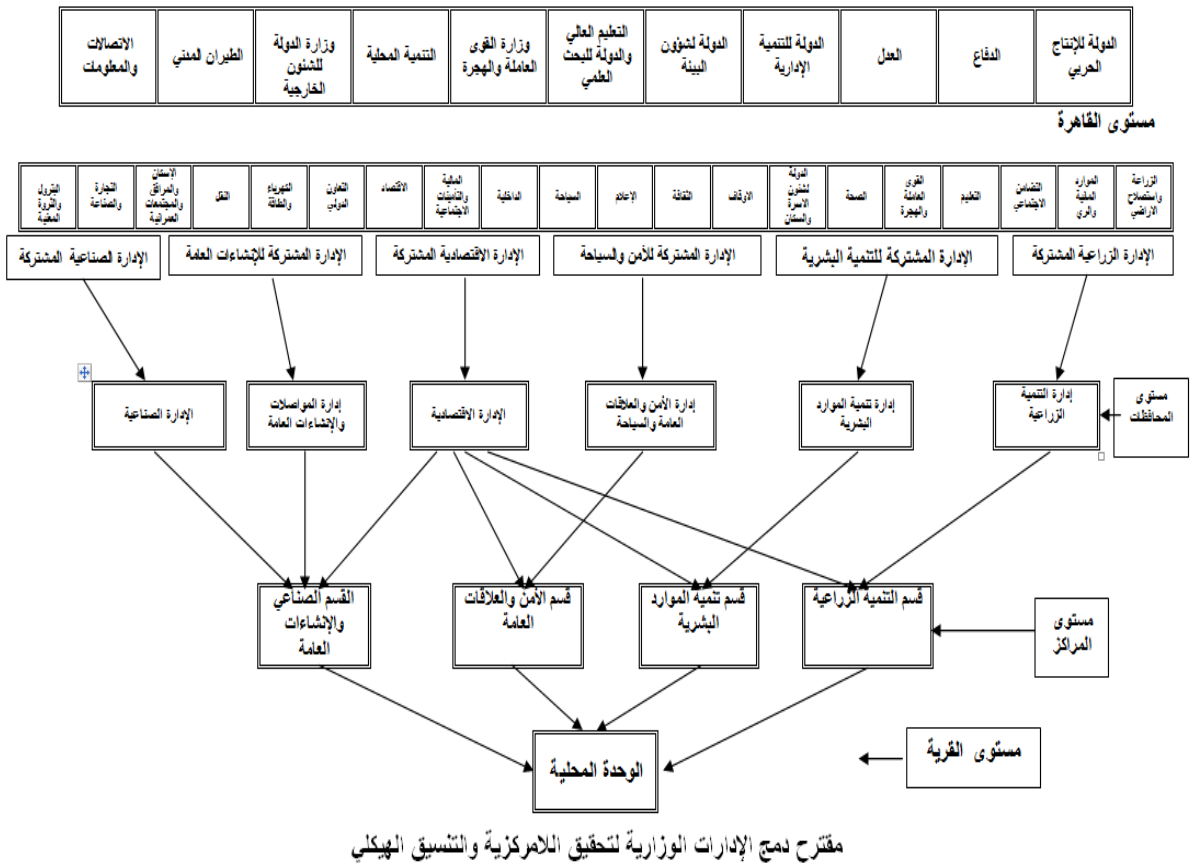 الدولة للإنتاج
الحربي
الدفاع
العدل
الدولة للتنمية
الإدارية
الدولة لشؤون
البيئة
التعليم العالي
والدولة للبحث
العلمي
وزارة القوى
العاملة والهجرة
التنمية المحلية
وزارة الدولة
للشئون
الخارجية
الطيران المدني
الاتصالات
والمعلومات
مستوى القاهرة
الزراعة
واستصلاح
الاراضي
الموارد
المائية
والري
التضامن
الاجتماعي
التعليم
القوى
العاملة
والهجرة
الصحة
الدولة
لشئون
الاسرة
والسكان
الاوقاف
الثقافة
الإعلام
السياحة
الداخلية
المالية
والتأمينات
الاجتماعية
الاقتصاد
التعاون
الدولي
الكهرباء
والطاقة
النقل
الإسكان
والمرافق
والمجتمعات
العمرانية
التجارة
والصناعة
البترول
والثروة
المعنية
الإدارة الزراعية المشتركة
الإدارة المشتركة للتنمية البشرية
الإدارة المشتركة للأمن والسياحة
الإدارة الاقتصادية المشتركة
الإدارة المشتركة للإنشاءات العامة
الإدارة الصناعية المشتركة
مستوى
المحافظات
إدارة التنمية
الزراعية
إدارة تنمية الموارد
البشرية
إدارة الأمن والعلاقات
العامة والسياحة
الإدارة الاقتصادية
إدارة المواصلات
والإنشاءات العامة
الإدارة الصناعية
مستوى
المراكز
قسم التنمية الزراعية
قسم تنمية الموارد
البشرية
قسم الأمن والعلاقات
العامة
القسم الصناعي
والإنشاءات
العامة
مستوى القرية
الوحدة المحلية
مقترح دمج الإدارات الوزارية لتحقيق اللامركزية والتنسيق الهيكلي